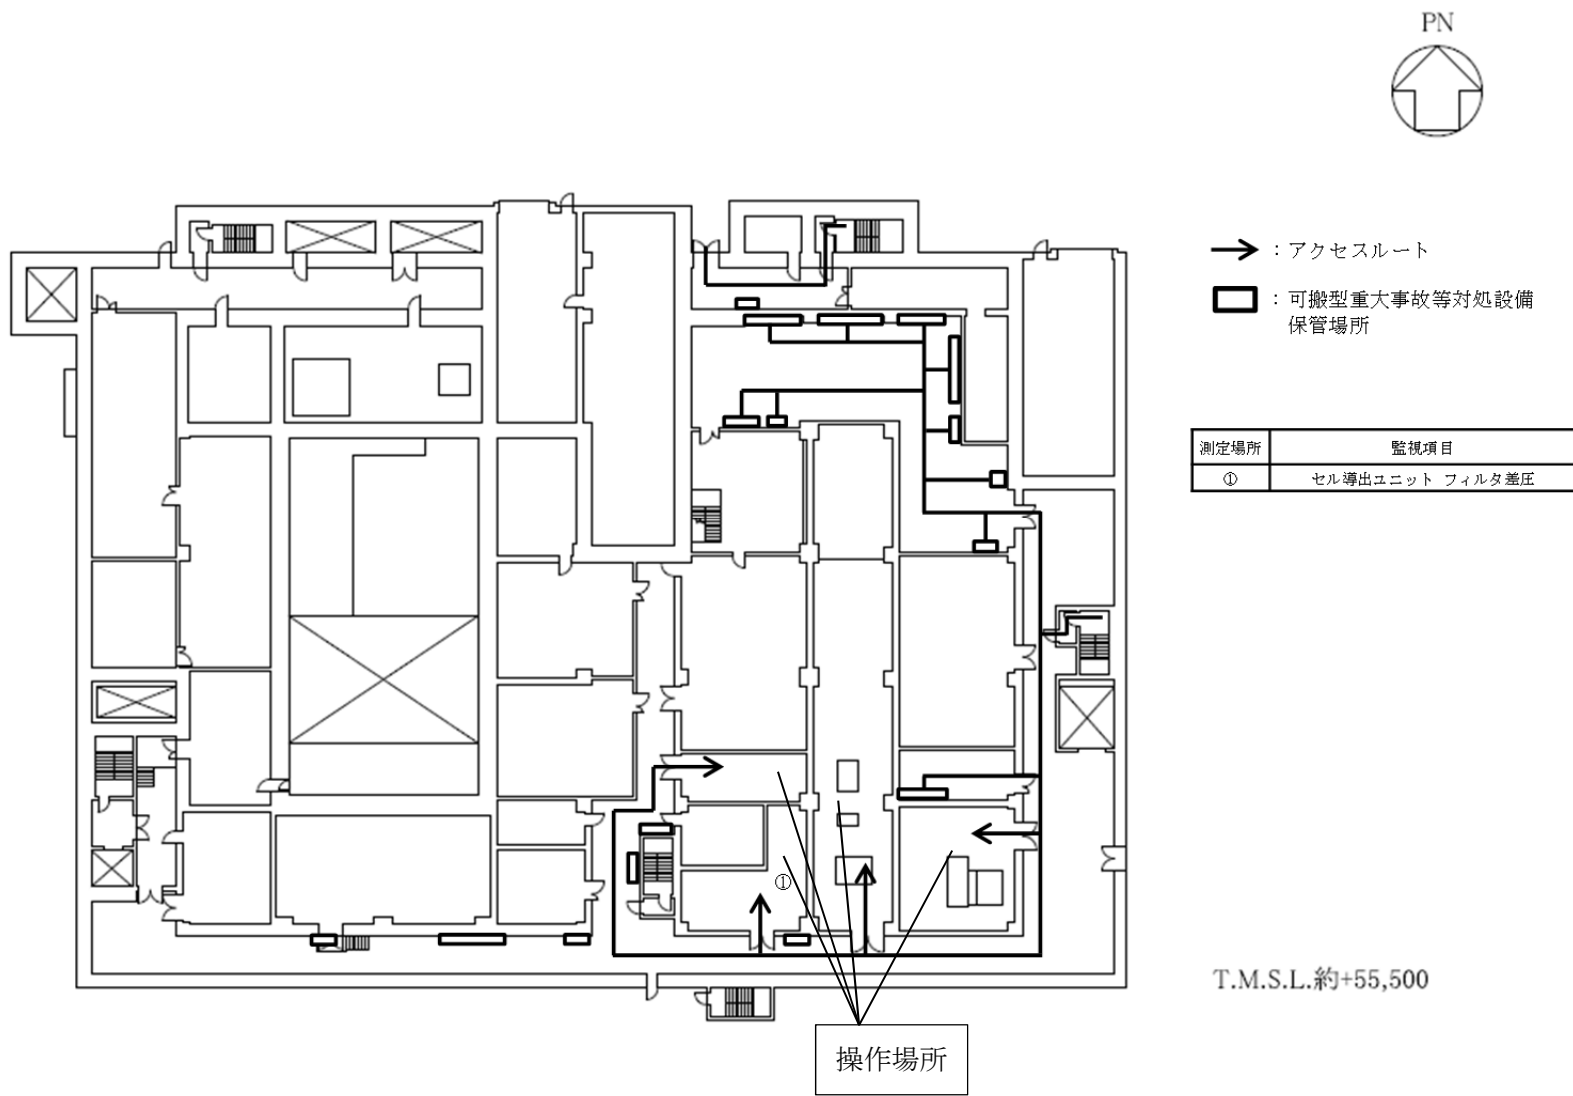 PN
：アクセスルート
：可搬型重大事故等対処設備
保管場所
測定場所 監視項目
① セル導出ユニット フィルタ差圧
①
T.M.S.L.約+55,500
操作場所